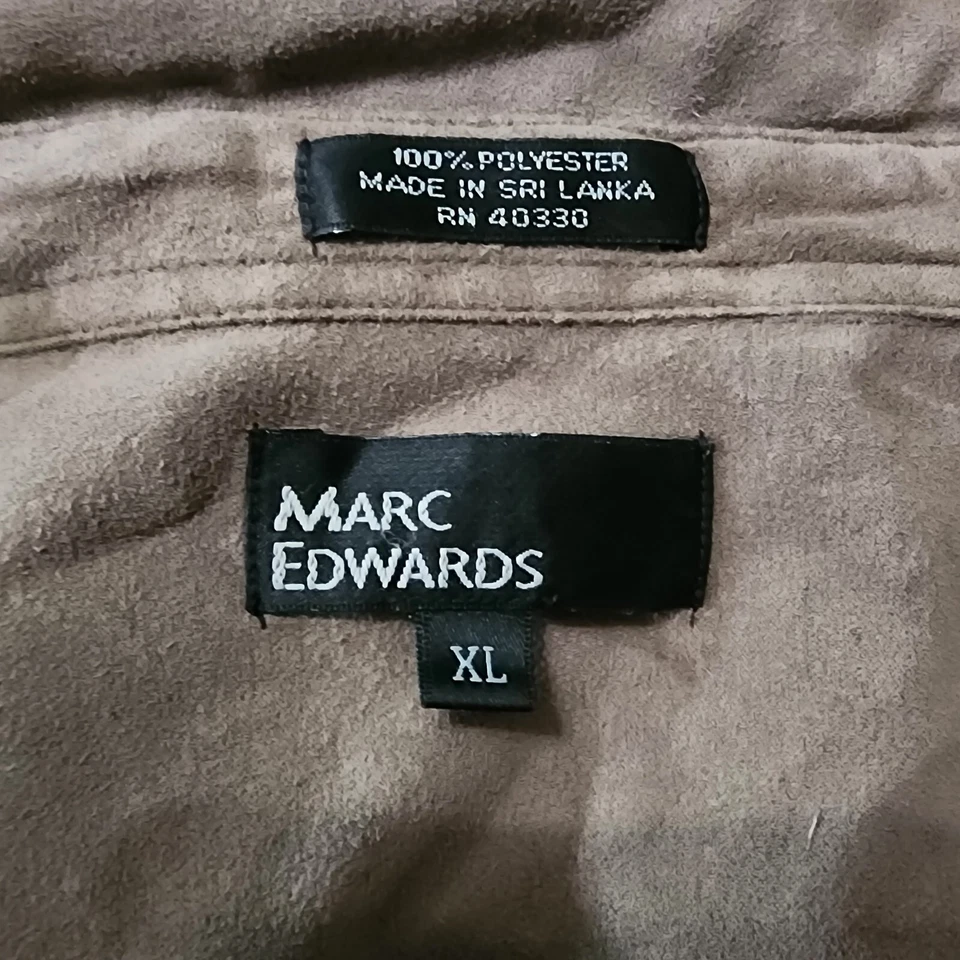 100% POLYESTER
MADE IN SRI LANKA
RN 40330
MARC
EDWARDS
XL